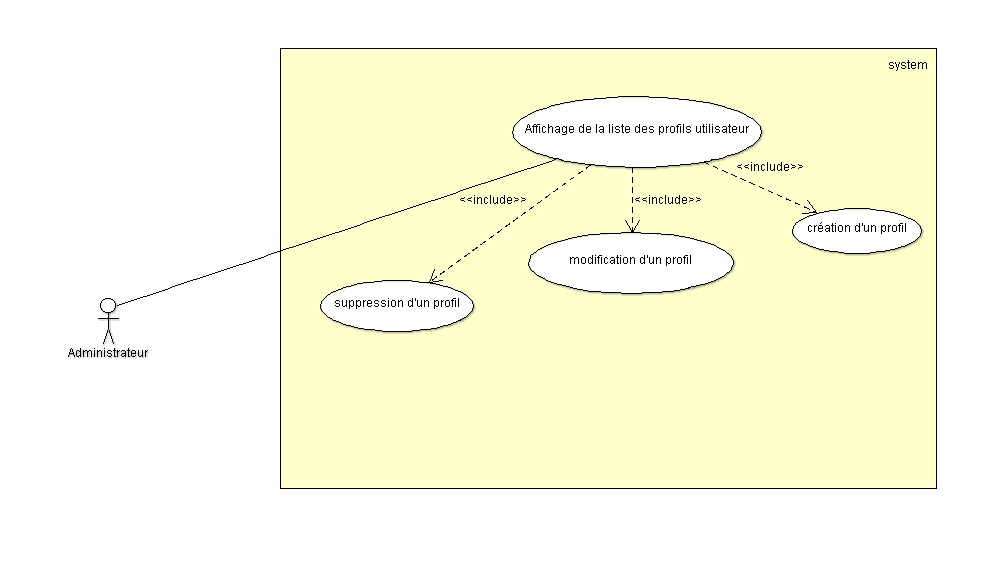 system
Affichage de la liste des profils utilisateur
<<include>>
<<include>>
<<include>>
création d'un profil
modification d'un profil
suppression d'un profil
Administrateur